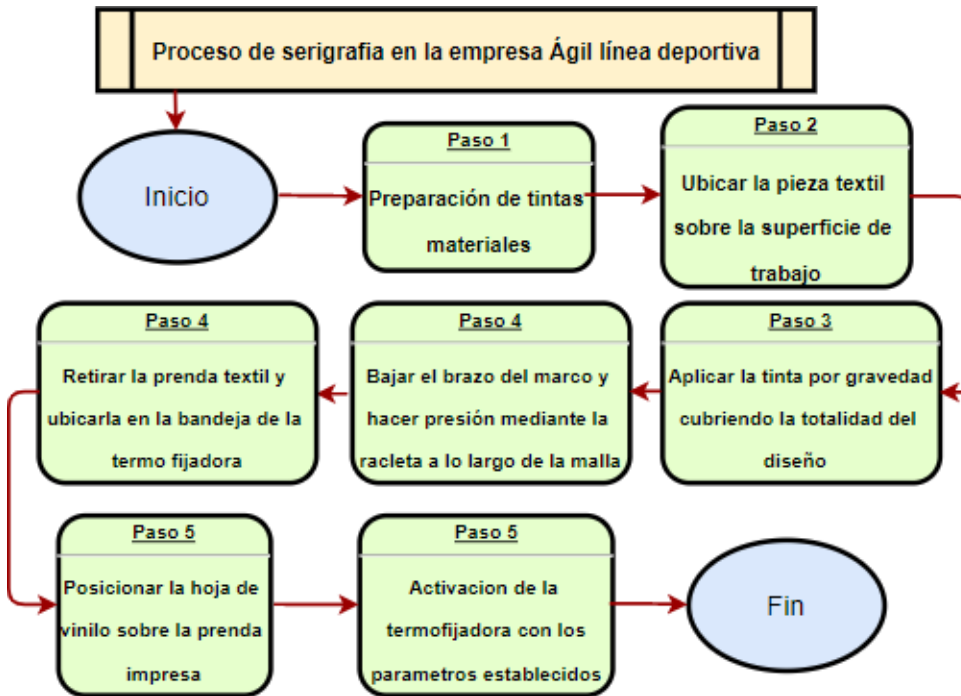 Proceso de serigrafia en la empresa Ágil línea deportiva
Inicio
Paso 1
Preparación de tintas
materiales
Paso 2
Ubicar la pieza textil
sobre la superficie de
trabajo
Paso 3
Aplicar la tinta por gravedad
cubriendo la totalidad del
diseño
Paso 4
Bajar el brazo del marco y
hacer presión mediante la
racleta a lo largo de la malla
Paso 4
Retirar la prenda textil y
ubicarla en la bandeja de la
termo fijadora
Paso 5
Posicionar la hoja de
vinilo sobre la prenda
impresa
Paso 5
Activacion de la
termofijadora con los
parametros establecidos
Fin